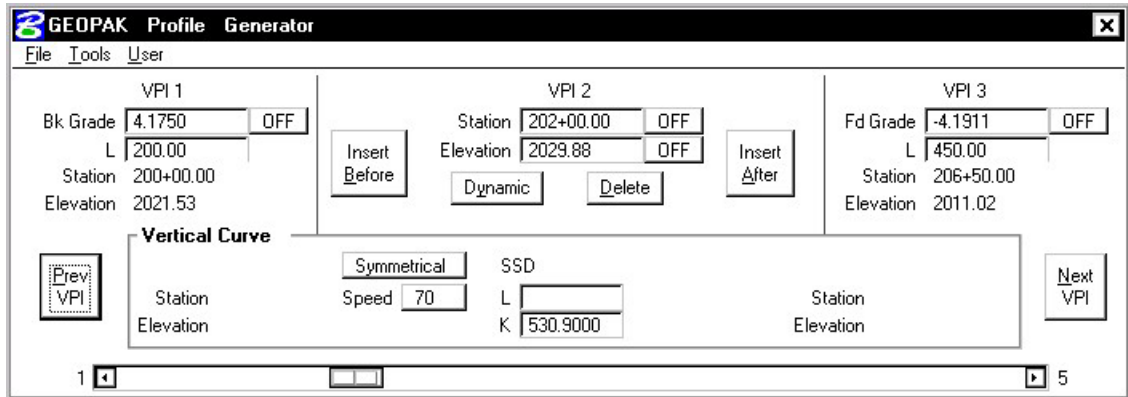 GEOPAK Profile Generator
File Tools User
VPI 1
Bk Grade 4.1750 OFF
L 200.00
Station 200+00.00
Elevation 2021.53
Insert
Before
VPI 2
Station 202+00.00 OFF
Elevation 2029.88 OFF
Dynamic Delete
Insert
After
VPI 3
Fd Grade -4.1911 OFF
L 450.00
Station 206+50.00
Elevation 2011.02
Prev
VPI
Vertical Curve
Symmetrical SSD
Station Speed 70 L Station
Elevation K 530.9000 Elevation
Next
VPI
1 5